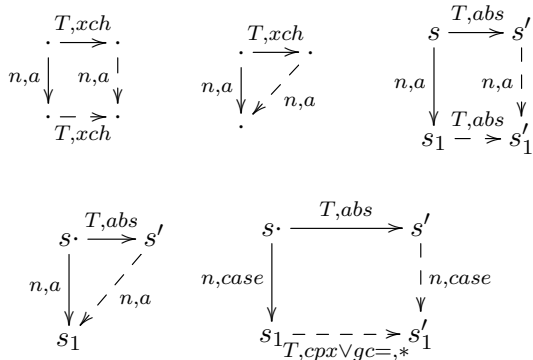 T,xch
n,a n,a
T,xch
T,xch
n,a n,a
s T,abs s′
n,a n,a
s₁ T,abs s′₁
s· T,abs s′
n,a n,a
s₁
s· T,abs s′
n,case n,case
s₁ T,cpx∨gc=,* s′₁